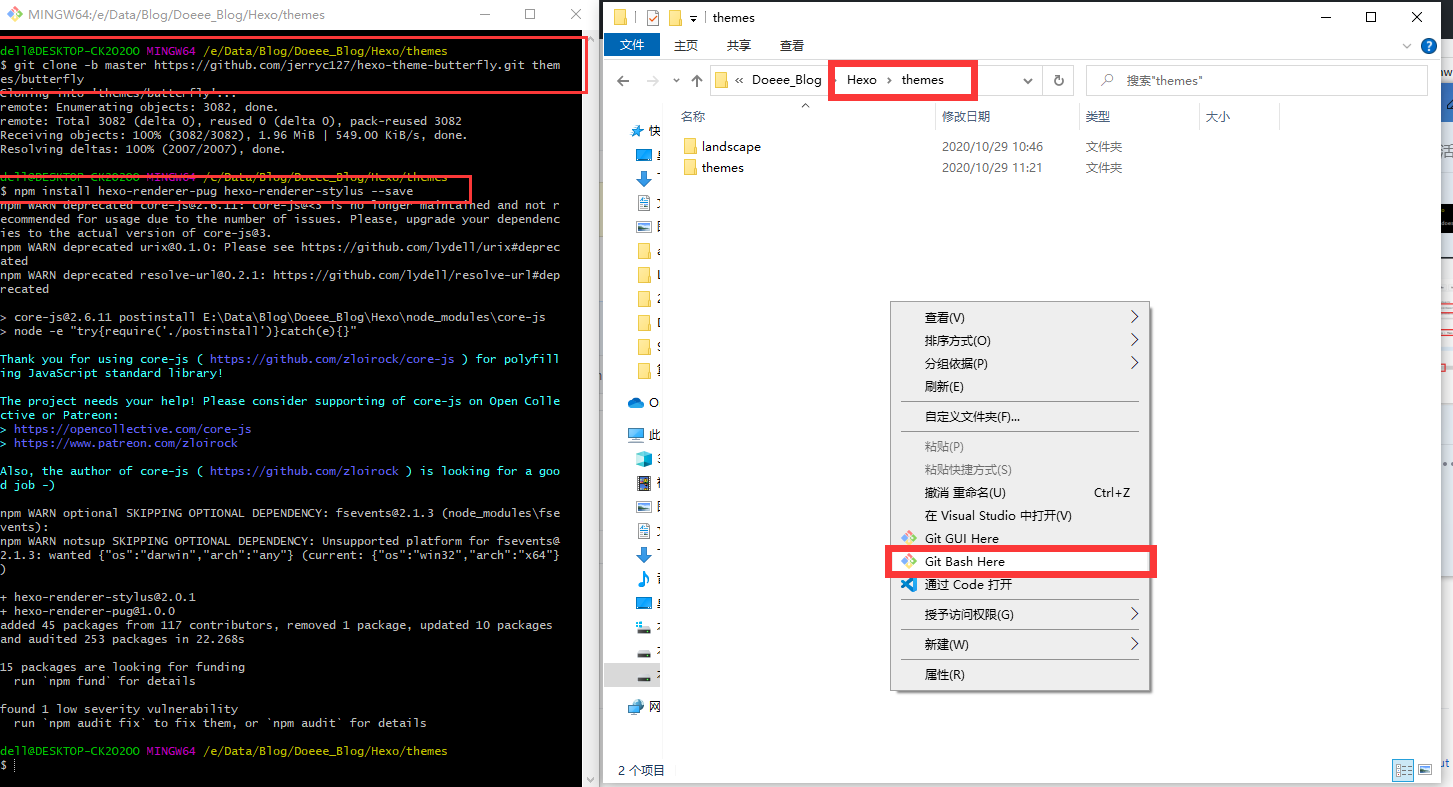 MINGW64:/e/Data/Blog/Doeee_Blog/Hexo/themes
dell@DESKTOP-CK2O2OO MINGW64 /e/Data/Blog/Doeee_Blog/Hexo/themes
$ git clone -b master https://github.com/jerryc127/hexo-theme-butterfly.git them
es/butterfly
Cloning into 'themes/butterfly'...
remote: Enumerating objects: 3082, done.
remote: Total 3082 (delta 0), reused 0 (delta 0), pack-reused 3082
Receiving objects: 100% (3082/3082), 1.96 MiB | 549.00 KiB/s, done.
Resolving deltas: 100% (2007/2007), done.
dell@DESKTOP-CK2O2OO MINGW64 /e/Data/Blog/Doeee_Blog/Hexo/themes
$ npm install hexo-renderer-pug hexo-renderer-stylus --save
npm WARN deprecated core-js@2.6.11: core-js@<3 is no longer maintained and not r
ecommended for usage due to the number of issues. Please, upgrade your dependenc
ies to the actual version of core-js@3.
npm WARN deprecated urix@0.1.0: Please see https://github.com/lydell/urix#deprec
ated
npm WARN deprecated resolve-url@0.2.1: https://github.com/lydell/resolve-url#dep
recated
> core-js@2.6.11 postinstall E:\Data\Blog\Doeee_Blog\Hexo\node_modules\core-js
> node -e "try{require('./postinstall')}catch(e){}"
Thank you for using core-js ( https://github.com/zloirock/core-js ) for polyfill
ing JavaScript standard library!
The project needs your help! Please consider supporting of core-js on Open Colle
ctive or Patreon:
> https://opencollective.com/core-js
> https://www.patreon.com/zloirock
Also, the author of core-js ( https://github.com/zloirock ) is looking for a goo
d job -)
npm WARN optional SKIPPING OPTIONAL DEPENDENCY: fsevents@2.1.3 (node_modules\fse
vents):
npm WARN notsup SKIPPING OPTIONAL DEPENDENCY: Unsupported platform for fsevents@
2.1.3: wanted {"os":"darwin","arch":"any"} (current: {"os":"win32","arch":"x64"}
)
+ hexo-renderer-stylus@2.0.1
+ hexo-renderer-pug@1.0.0
added 45 packages from 117 contributors, removed 1 package, updated 10 packages
and audited 253 packages in 22.268s
15 packages are looking for funding
run `npm fund` for details
found 1 low severity vulnerability
run `npm audit fix` to fix them, or `npm audit` for details
dell@DESKTOP-CK2O2OO MINGW64 /e/Data/Blog/Doeee_Blog/Hexo/themes
$
themes
文件 主页 共享 查看
« Doeee_Blog › Hexo › themes
搜索"themes"
名称 修改日期 类型 大小
landscape 2020/10/29 10:46 文件夹
themes 2020/10/29 11:21 文件夹
查看(V)
排序方式(O)
分组依据(P)
刷新(E)
自定义文件夹(F)...
粘贴(P)
粘贴快捷方式(S)
撤消 重命名(U) Ctrl+Z
在 Visual Studio 中打开(V)
Git GUI Here
Git Bash Here
通过 Code 打开
授予访问权限(G)
新建(W)
属性(R)
2 个项目